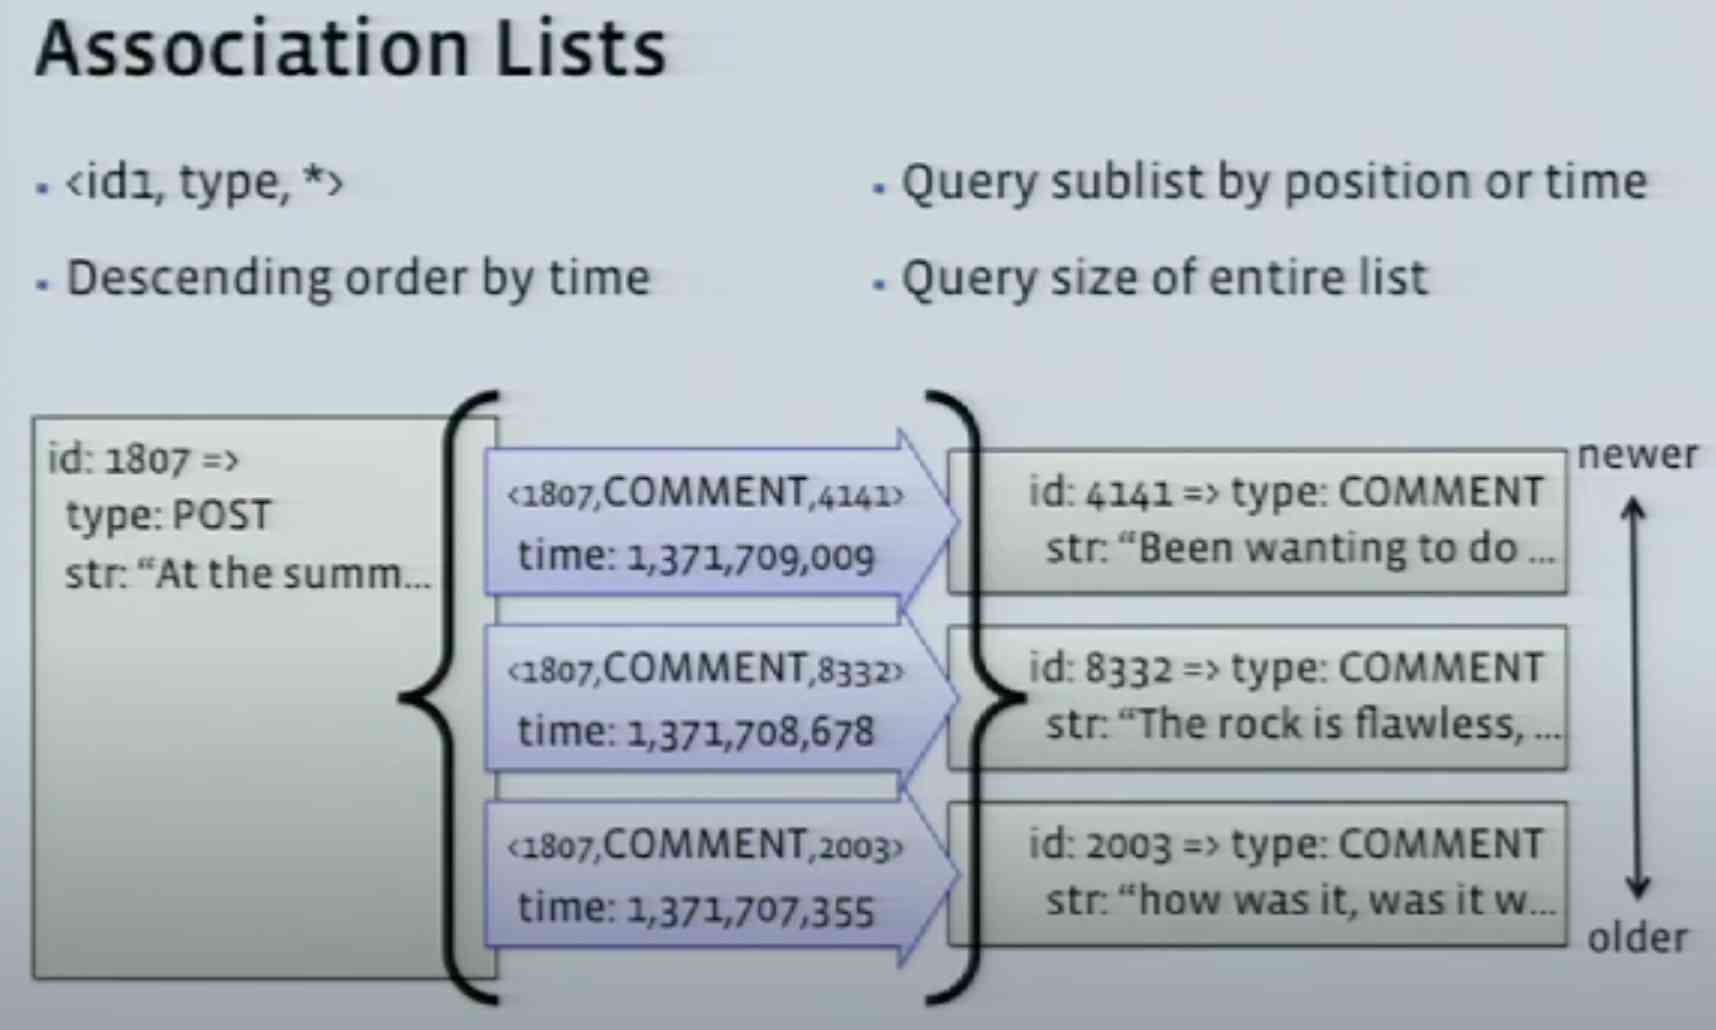 Association Lists
<id1, type, *>
Descending order by time
Query sublist by position or time
Query size of entire list
id: 1807 =>
type: POST
str: “At the summ...
<1807,COMMENT,4141>
time: 1,371,709,009
<1807,COMMENT,8332>
time: 1,371,708,678
<1807,COMMENT,2003>
time: 1,371,707,355
id: 4141 => type: COMMENT
str: “Been wanting to do ...
id: 8332 => type: COMMENT
str: “The rock is flawless, ...
id: 2003 => type: COMMENT
str: “how was it, was it w...
newer
older